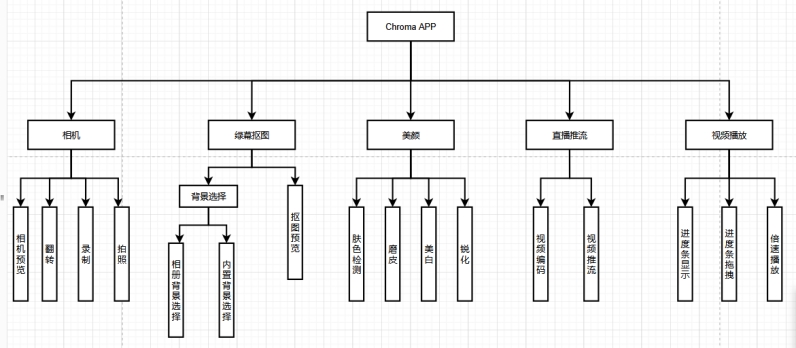 Chroma APP
相机
绿幕抠图
美颜
直播推流
视频播放
背景选择
抠图预览
相机预览
翻转
录制
拍照
相册背景选择
内置背景选择
肤色检测
磨皮
美白
锐化
视频编码
视频推流
进度条显示
进度条拖拽
倍速播放